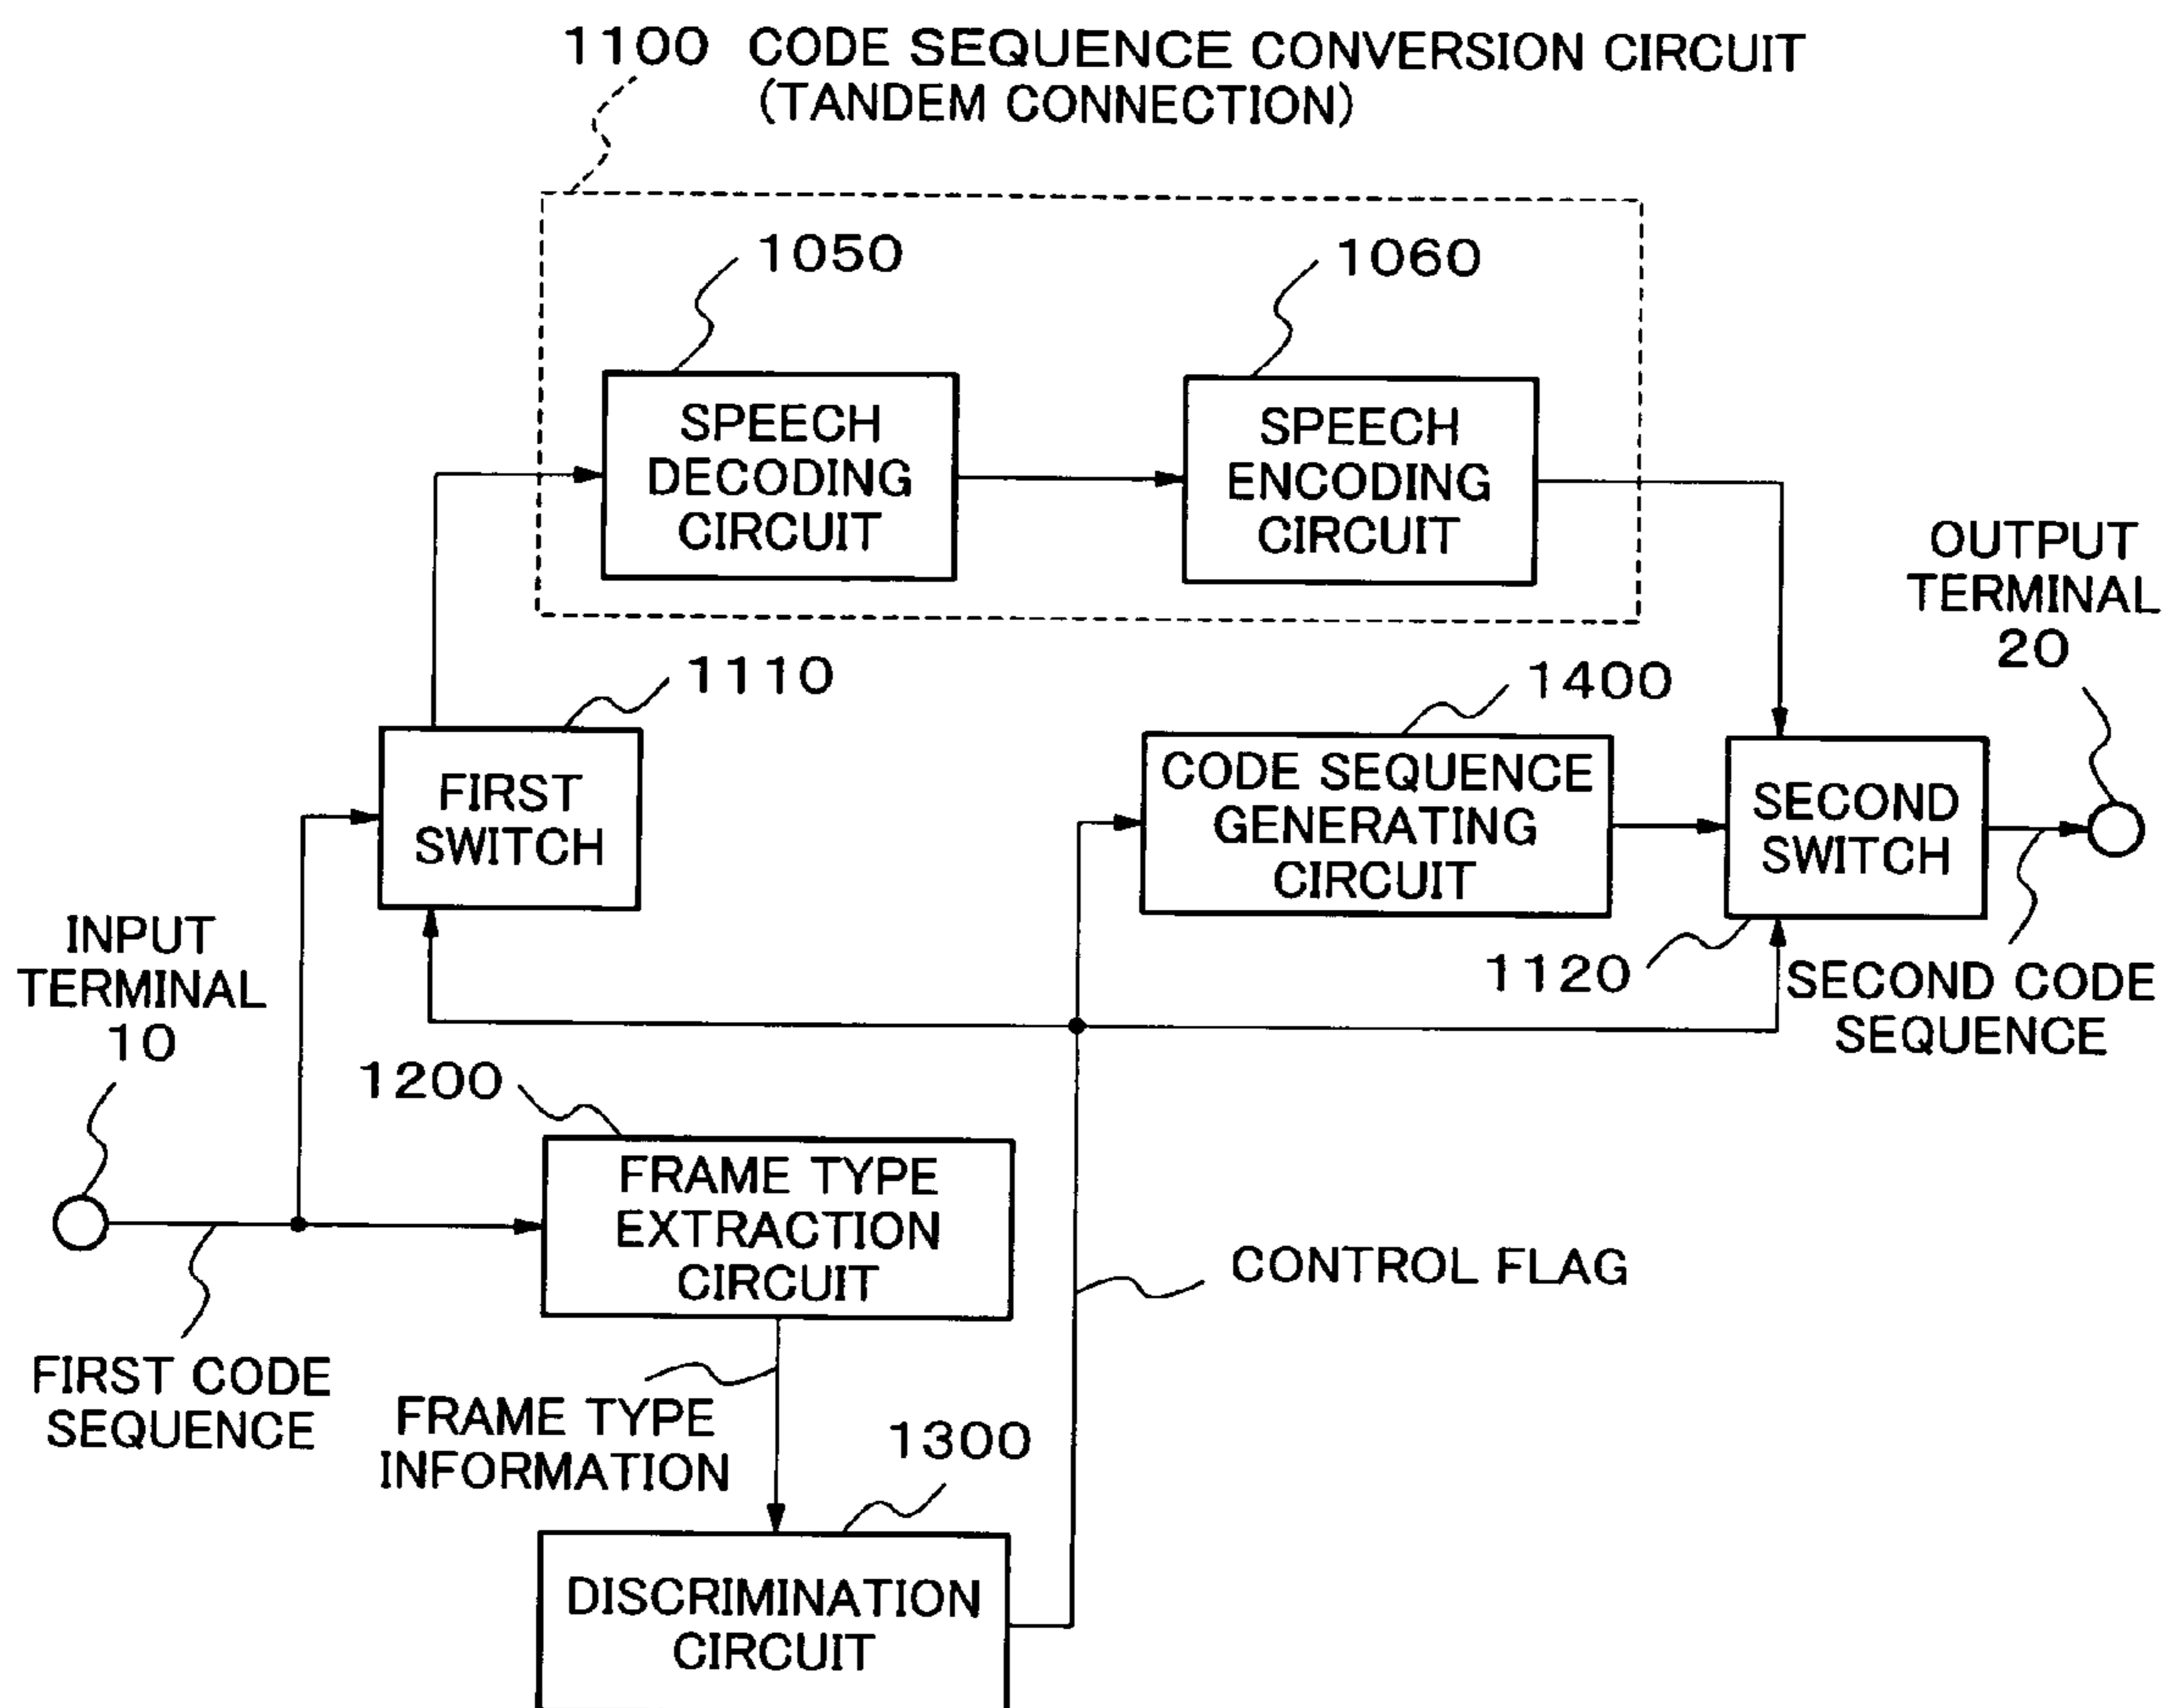 1100 CODE SEQUENCE CONVERSION CIRCUIT
(TANDEM CONNECTION)
1050
1060
SPEECH
DECODING
CIRCUIT
SPEECH
ENCODING
CIRCUIT
OUTPUT
TERMINAL
20
1110
1400
FIRST
SWITCH
CODE SEQUENCE
GENERATING
CIRCUIT
SECOND
SWITCH
INPUT
TERMINAL
10
1120
SECOND CODE
SEQUENCE
1200
FRAME TYPE
EXTRACTION
CIRCUIT
CONTROL FLAG
FIRST CODE
SEQUENCE
FRAME TYPE
INFORMATION
1300
DISCRIMINATION
CIRCUIT